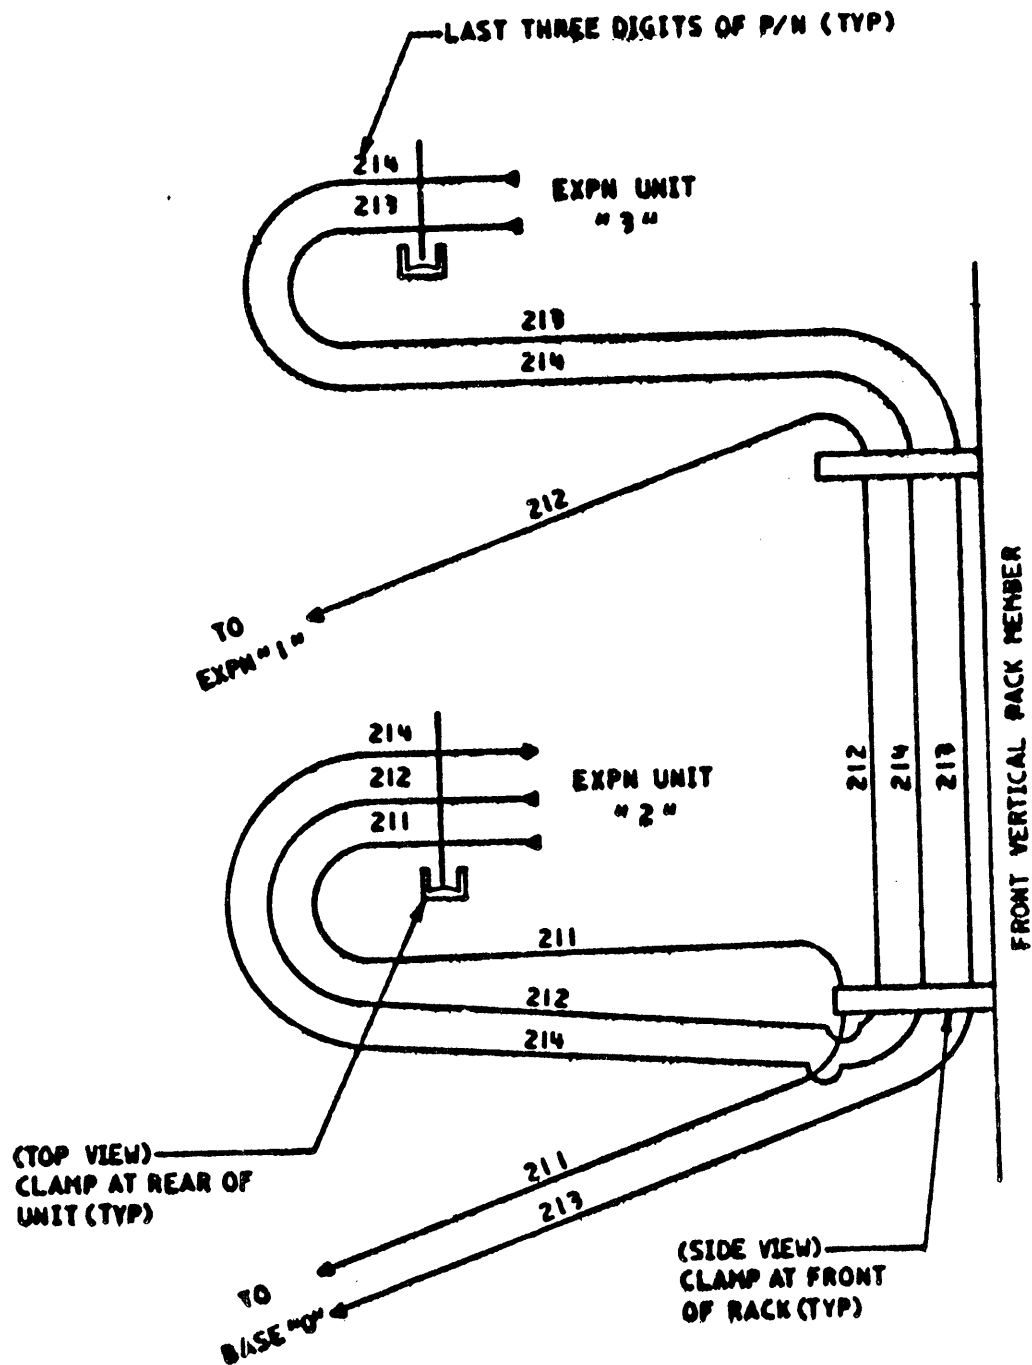 LAST THREE DIGITS OF P/N (TYP)
214
EXPN UNIT
"3"
213
213
214
212
TO
EXPN "1"
FRONT VERTICAL RACK MEMBER
214
212
211
EXPN UNIT
"2"
212
214
213
211
212
214
(TOP VIEW)
CLAMP AT REAR OF
UNIT (TYP)
211
213
(SIDE VIEW)
CLAMP AT FRONT
OF RACK (TYP)
TO
BASE "0"